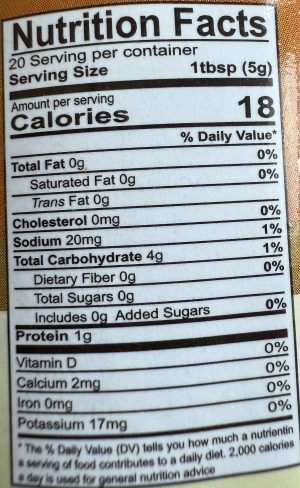 Nutrition Facts
20 Serving per container
Serving Size 1tbsp (5g)
Amount per serving
Calories 18
% Daily Value*
Total Fat 0g 0%
Saturated Fat 0g 0%
Trans Fat 0g
Cholesterol 0mg 0%
Sodium 20mg 1%
Total Carbohydrate 4g 1%
Dietary Fiber 0g 0%
Total Sugars 0g
Includes 0g Added Sugars 0%
Protein 1g
Vitamin D 0%
Calcium 2mg 0%
Iron 0mg 0%
Potassium 17mg 0%
* The % Daily Value (DV) tells you how much a nutrientin
a serving of food contributes to a daily diet. 2,000 calories
a day is used for general nutrition advice